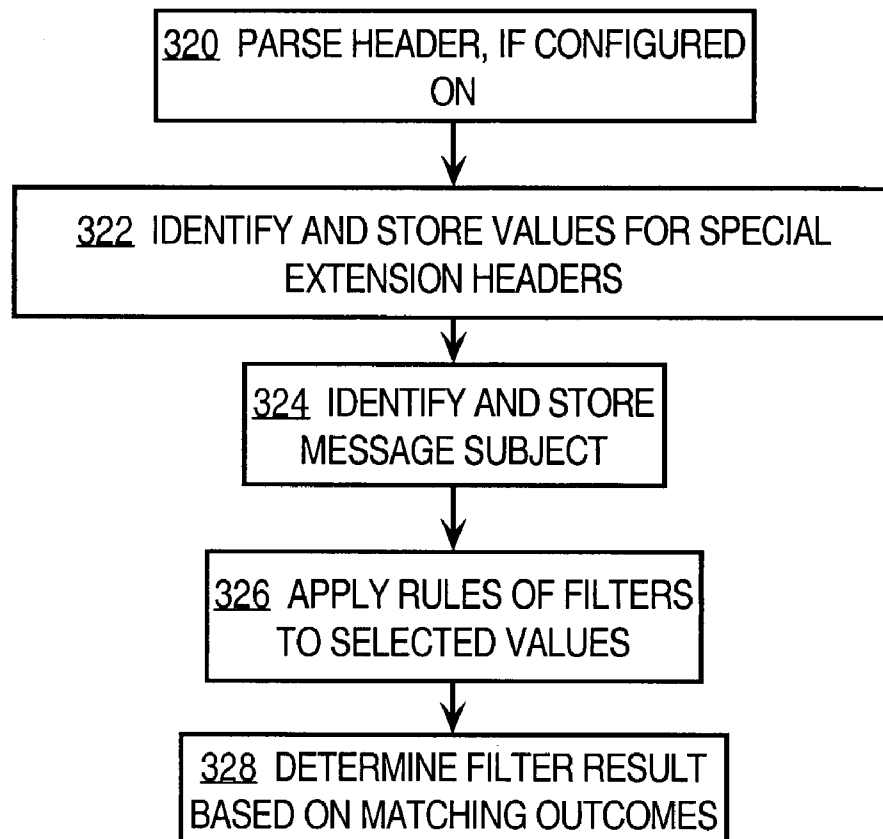 320 PARSE HEADER, IF CONFIGURED
ON
322 IDENTIFY AND STORE VALUES FOR SPECIAL
EXTENSION HEADERS
324 IDENTIFY AND STORE
MESSAGE SUBJECT
326 APPLY RULES OF FILTERS
TO SELECTED VALUES
328 DETERMINE FILTER RESULT
BASED ON MATCHING OUTCOMES